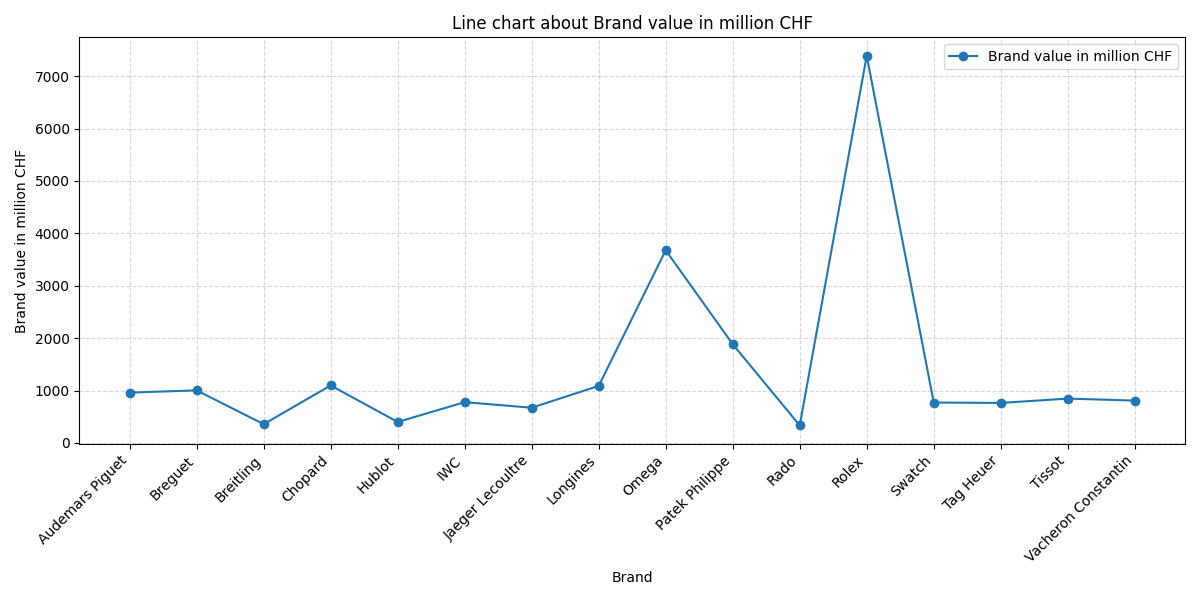 Line chart about Brand value in million CHF
Brand value in million CHF
Brand value in million CHF
7000
6000
5000
4000
3000
2000
1000
0
Audemars Piguet
Breguet
Breitling
Chopard
Hublot
IWC
Jaeger Lecoultre
Longines
Omega
Patek Philippe
Rado
Rolex
Swatch
Tag Heuer
Tissot
Vacheron Constantin
Brand